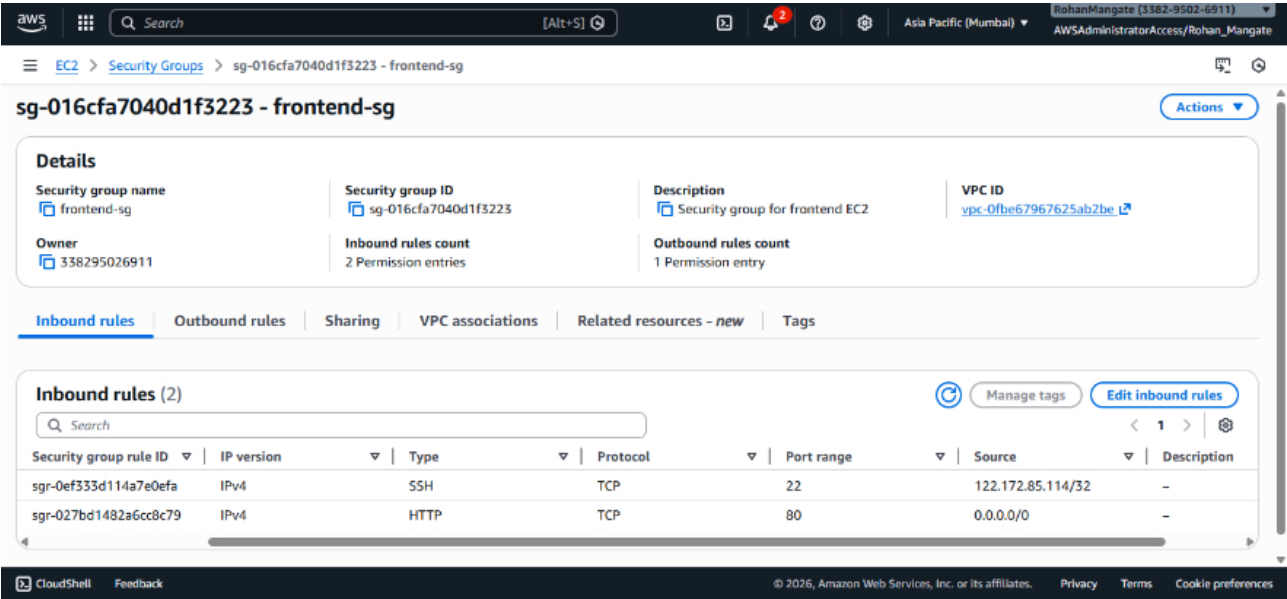 aws Search [Alt+S] 2 Asia Pacific (Mumbai) RohanMangate (3382-9502-6911)
AWSAdministratorAccess/Rohan_Mangate
EC2 > Security Groups > sg-016cfa7040d1f3223 - frontend-sg
sg-016cfa7040d1f3223 - frontend-sg Actions
Details
Security group name Security group ID Description VPC ID
frontend-sg sg-016cfa7040d1f3223 Security group for frontend EC2 vpc-0fbe67967625ab2be
Owner Inbound rules count Outbound rules count
338295026911 2 Permission entries 1 Permission entry
Inbound rules Outbound rules Sharing VPC associations Related resources - new Tags
Inbound rules (2) Manage tags Edit inbound rules
Search < 1 >
Security group rule ID IP version Type Protocol Port range Source Description
sgr-0ef333d114a7e0efa IPv4 SSH TCP 22 122.172.85.114/32 –
sgr-027bd1482a6cc8c79 IPv4 HTTP TCP 80 0.0.0.0/0 –
CloudShell Feedback © 2026, Amazon Web Services, Inc. or its affiliates. Privacy Terms Cookie preferences